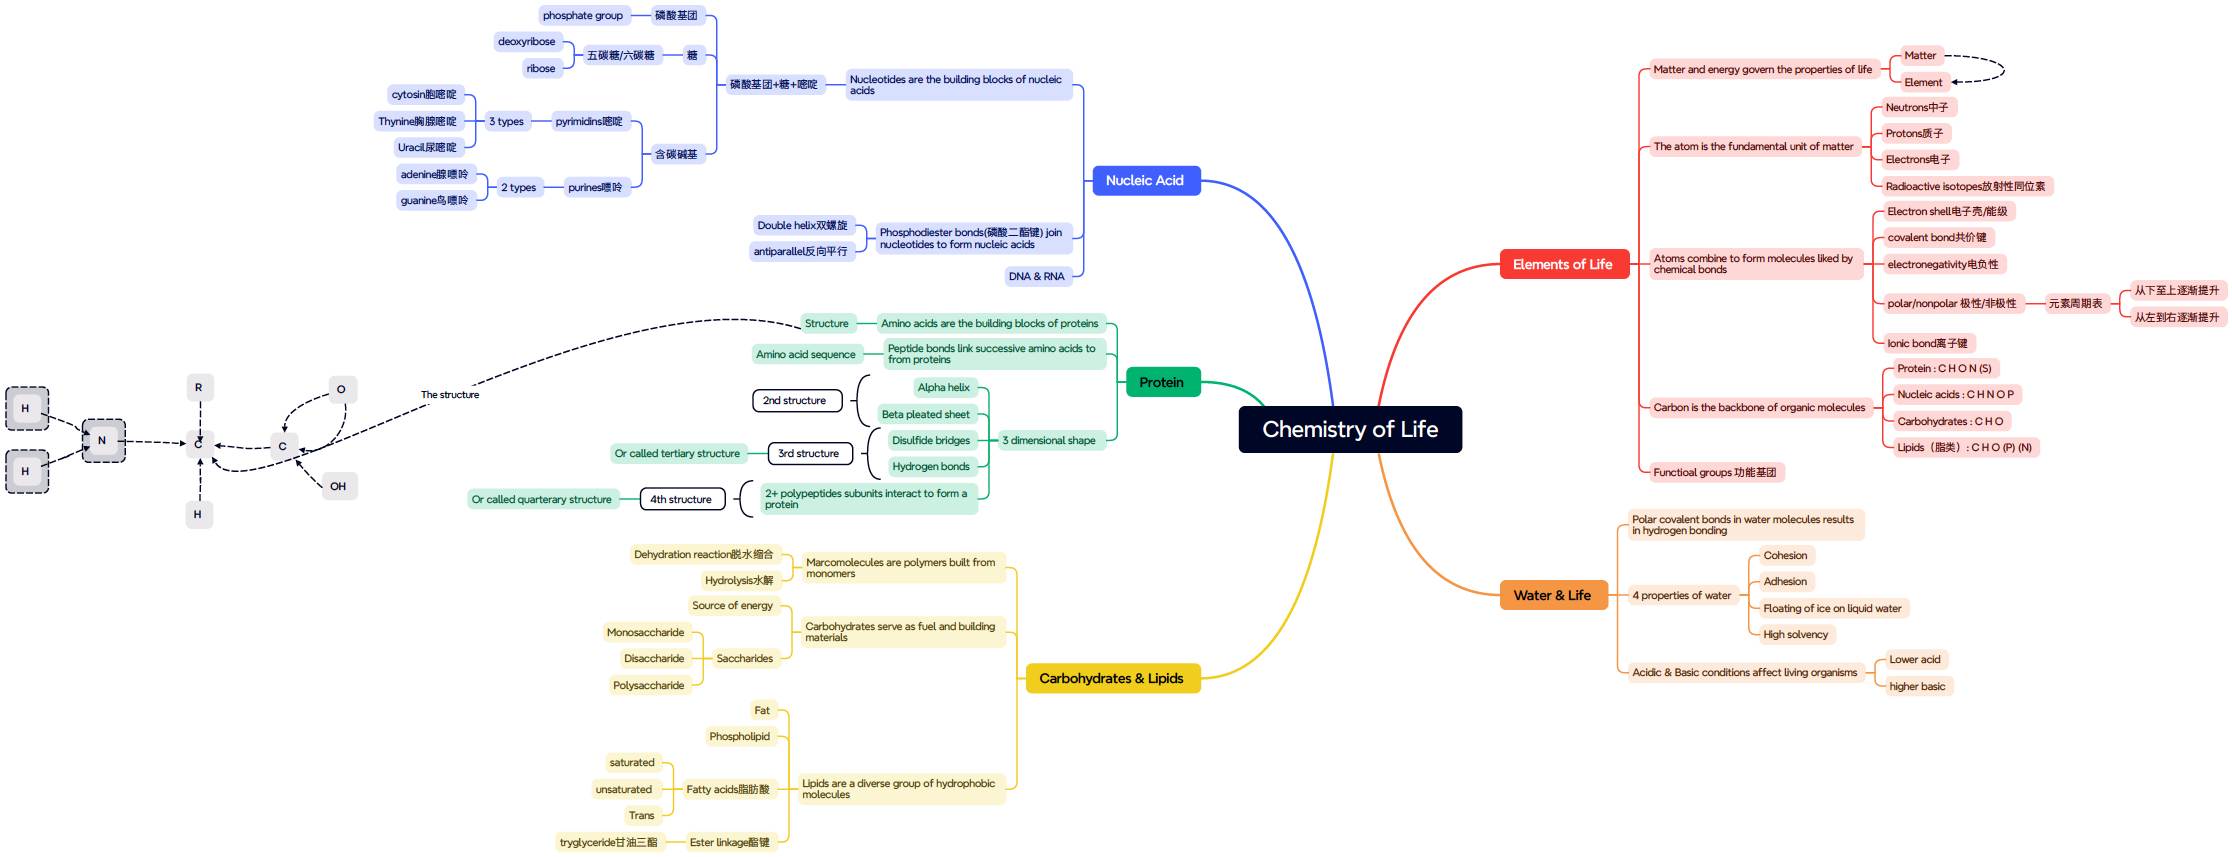 Chemistry of Life
Nucleic Acid
Nucleotides are the building blocks of nucleic
acids
磷酸基团+糖+嘧啶
磷酸基团
phosphate group
糖
五碳糖/六碳糖
deoxyribose
ribose
含碳碱基
pyrimidins嘧啶
3 types
cytosin胞嘧啶
Thynine胸腺嘧啶
Uracil尿嘧啶
purines嘌呤
2 types
adenine腺嘌呤
guanine鸟嘌呤
Phosphodiester bonds(磷酸二酯键) join
nucleotides to form nucleic acids
Double helix双螺旋
antiparallel反向平行
DNA & RNA
Protein
Amino acids are the building blocks of proteins
Structure
The structure
H
H
N
R
C
H
C
O
OH
Peptide bonds link successive amino acids to
from proteins
Amino acid sequence
3 dimensional shape
Alpha helix
Beta pleated sheet
2nd structure
Disulfide bridges
Hydrogen bonds
3rd structure
Or called tertiary structure
2+ polypeptides subunits interact to form a
protein
4th structure
Or called quarterary structure
Carbohydrates & Lipids
Marcomolecules are polymers built from
monomers
Dehydration reaction脱水缩合
Hydrolysis水解
Carbohydrates serve as fuel and building
materials
Source of energy
Saccharides
Monosaccharide
Disaccharide
Polysaccharide
Lipids are a diverse group of hydrophobic
molecules
Fat
Phospholipid
Fatty acids脂肪酸
saturated
unsaturated
Trans
Ester linkage酯键
tryglyceride甘油三酯
Elements of Life
Matter and energy govern the properties of life
Matter
Element
The atom is the fundamental unit of matter
Neutrons中子
Protons质子
Electrons电子
Radioactive isotopes放射性同位素
Atoms combine to form molecules liked by
chemical bonds
Electron shell电子壳/能级
covalent bond共价键
electronegativity电负性
polar/nonpolar 极性/非极性
元素周期表
从下至上逐渐提升
从左到右逐渐提升
Ionic bond离子键
Carbon is the backbone of organic molecules
Protein : C H O N (S)
Nucleic acids : C H N O P
Carbohydrates : C H O
Lipids（脂类）: C H O (P) (N)
Functioal groups 功能基团
Water & Life
Polar covalent bonds in water molecules results
in hydrogen bonding
4 properties of water
Cohesion
Adhesion
Floating of ice on liquid water
High solvency
Acidic & Basic conditions affect living organisms
Lower acid
higher basic